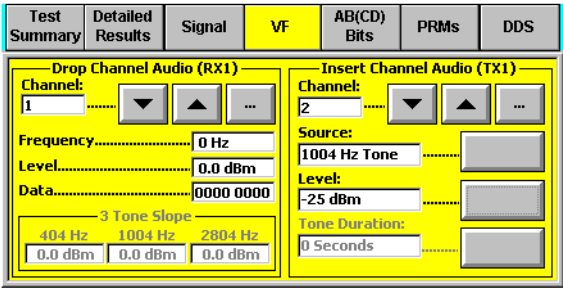 Test Summary
Detailed Results
Signal
VF
AB(CD) Bits
PRMs
DDS
Drop Channel Audio (RX1)
Channel:
1
...
Frequency
0 Hz
Level
0.0 dBm
Data
0000 0000
3 Tone Slope
404 Hz 1004 Hz 2804 Hz
0.0 dBm 0.0 dBm 0.0 dBm
Insert Channel Audio (TX1)
Channel:
2
...
Source:
1004 Hz Tone
Level:
-25 dBm
Tone Duration:
0 Seconds